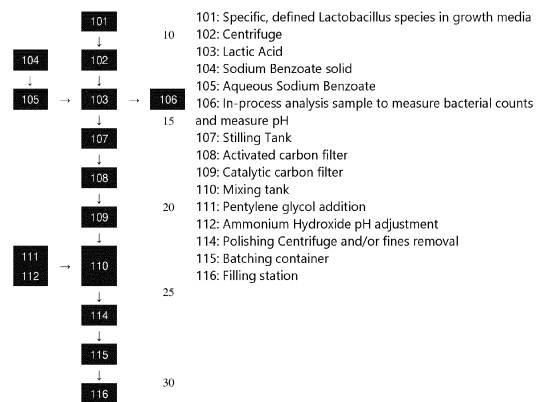 101
10
104
102
105
103
106
15
107
108
20
109
111
112
110
25
114
115
30
116
101: Specific, defined Lactobacillus species in growth media
102: Centrifuge
103: Lactic Acid
104: Sodium Benzoate solid
105: Aqueous Sodium Benzoate
106: In-process analysis sample to measure bacterial counts
and measure pH
107: Stilling Tank
108: Activated carbon filter
109: Catalytic carbon filter
110: Mixing tank
111: Pentylene glycol addition
112: Ammonium Hydroxide pH adjustment
114: Polishing Centrifuge and/or fines removal
115: Batching container
116: Filling station